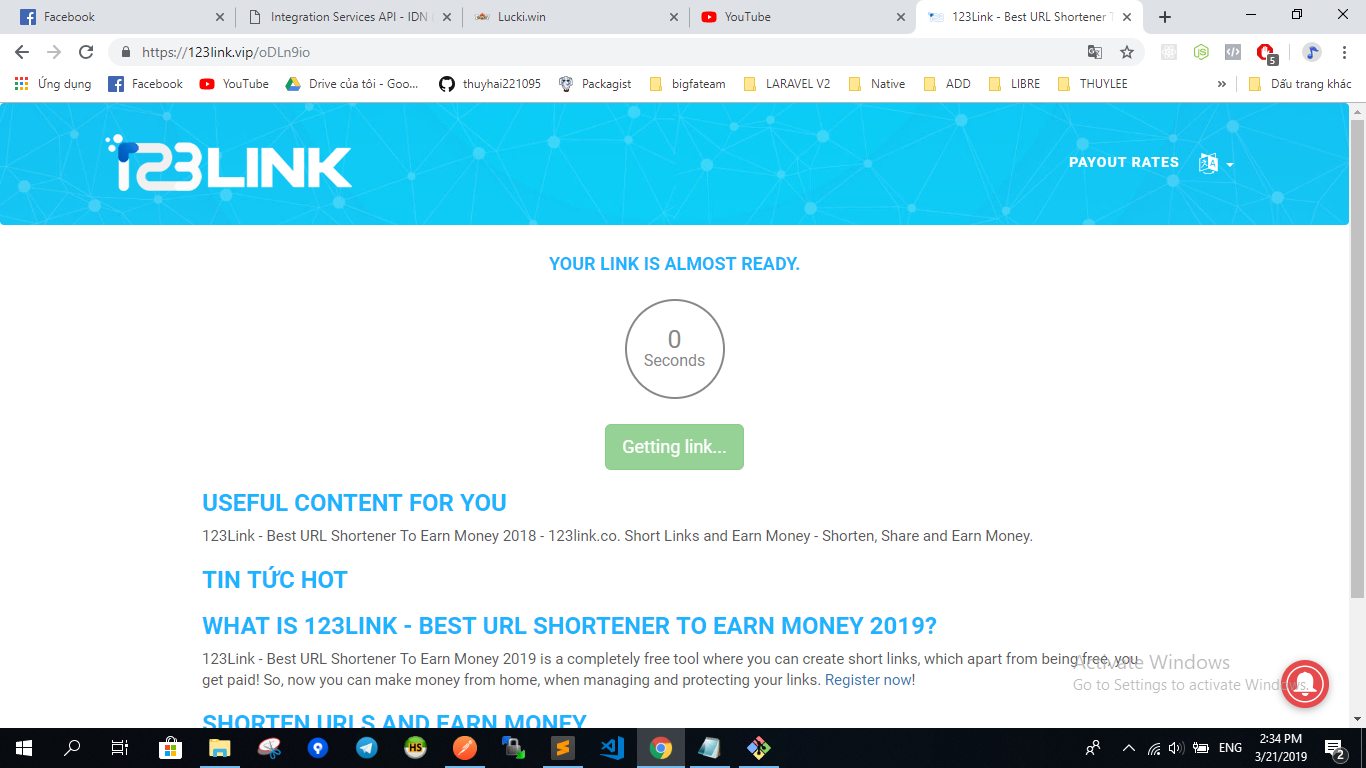 Facebook
Integration Services API - IDN
Lucki.win
YouTube
123Link - Best URL Shortener T
https://123link.vip/oDLn9io
5
Ứng dụng
Facebook
YouTube
Drive của tôi - Goo...
thuyhai221095
Packagist
bigfateam
LARAVEL V2
Native
ADD
LIBRE
THUYLEE
»
Dấu trang khác
123LINK
PAYOUT RATES
YOUR LINK IS ALMOST READY.
0
Seconds
Getting link...
USEFUL CONTENT FOR YOU
123Link - Best URL Shortener To Earn Money 2018 - 123link.co. Short Links and Earn Money - Shorten, Share and Earn Money.
TIN TỨC HOT
WHAT IS 123LINK - BEST URL SHORTENER TO EARN MONEY 2019?
123Link - Best URL Shortener To Earn Money 2019 is a completely free tool where you can create short links, which apart from being free, you
get paid! So, now you can make money from home, when managing and protecting your links. Register now!
Activate Windows
Go to Settings to activate Windows.
SHORTEN URLS AND EARN MONEY
HS
ENG
2:34 PM
3/21/2019
2